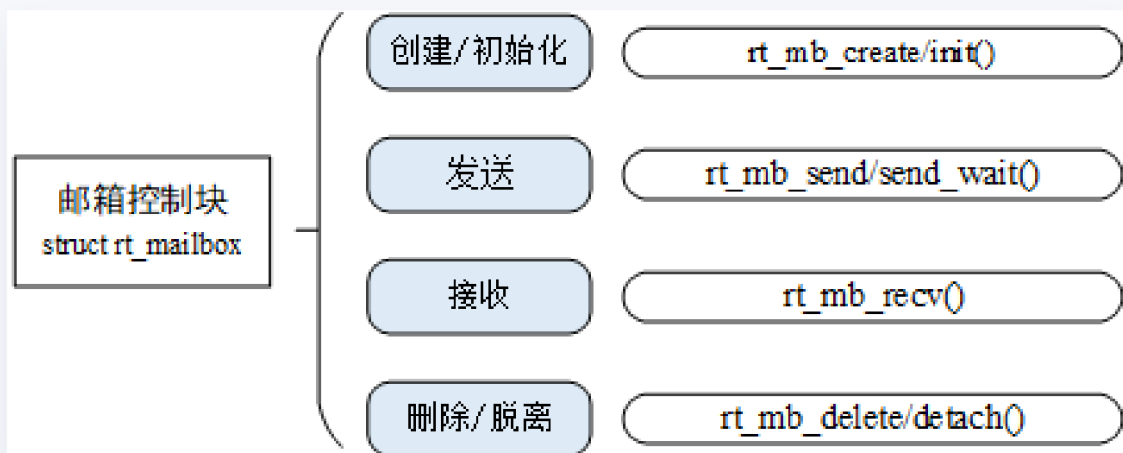 邮箱控制块
struct rt_mailbox
创建/初始化
rt_mb_create/init()
发送
rt_mb_send/send_wait()
接收
rt_mb_recv()
删除/脱离
rt_mb_delete/detach()